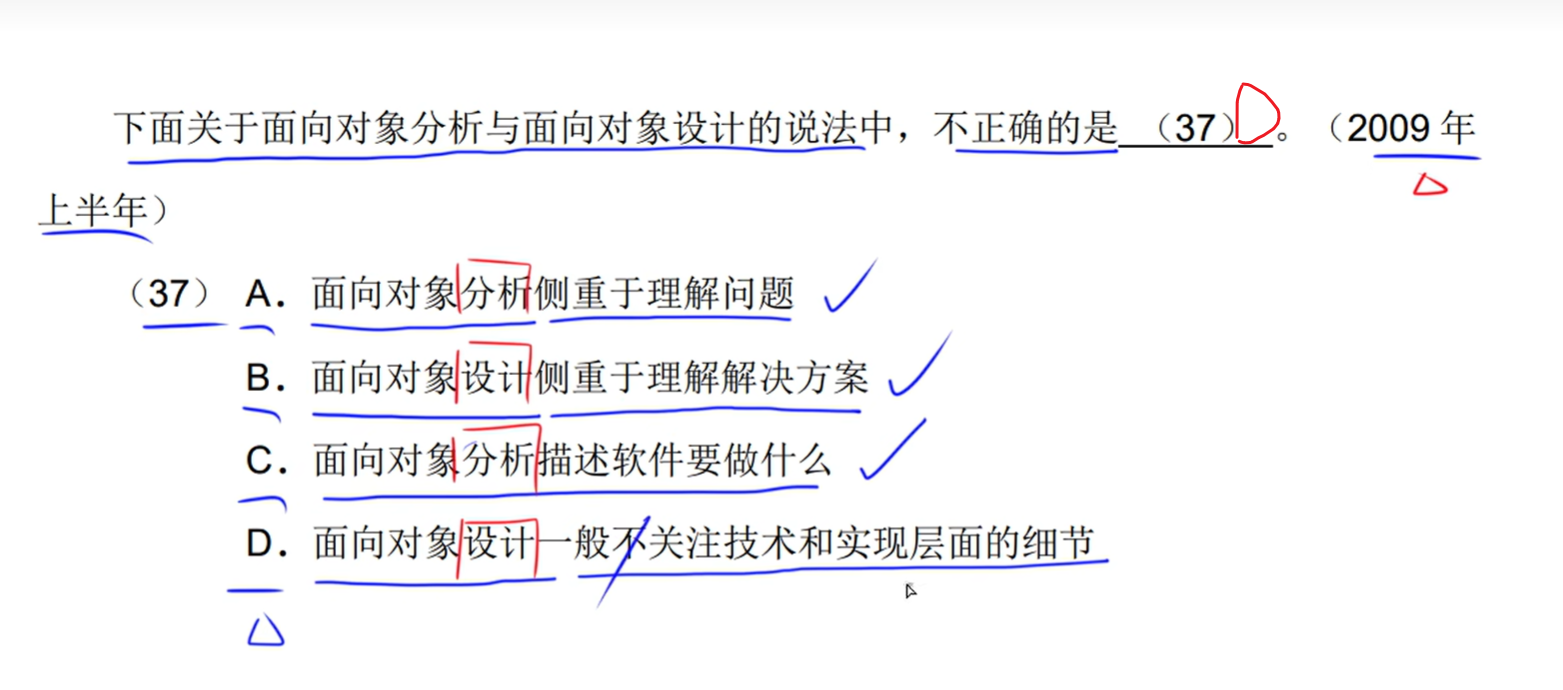 下面关于面向对象分析与面向对象设计的说法中，不正确的是 （37）D 。（2009 年
上半年）
（37） A. 面向对象分析侧重于理解问题
B. 面向对象设计侧重于理解解决方案
C. 面向对象分析描述软件要做什么
D. 面向对象设计一般不关注技术和实现层面的细节